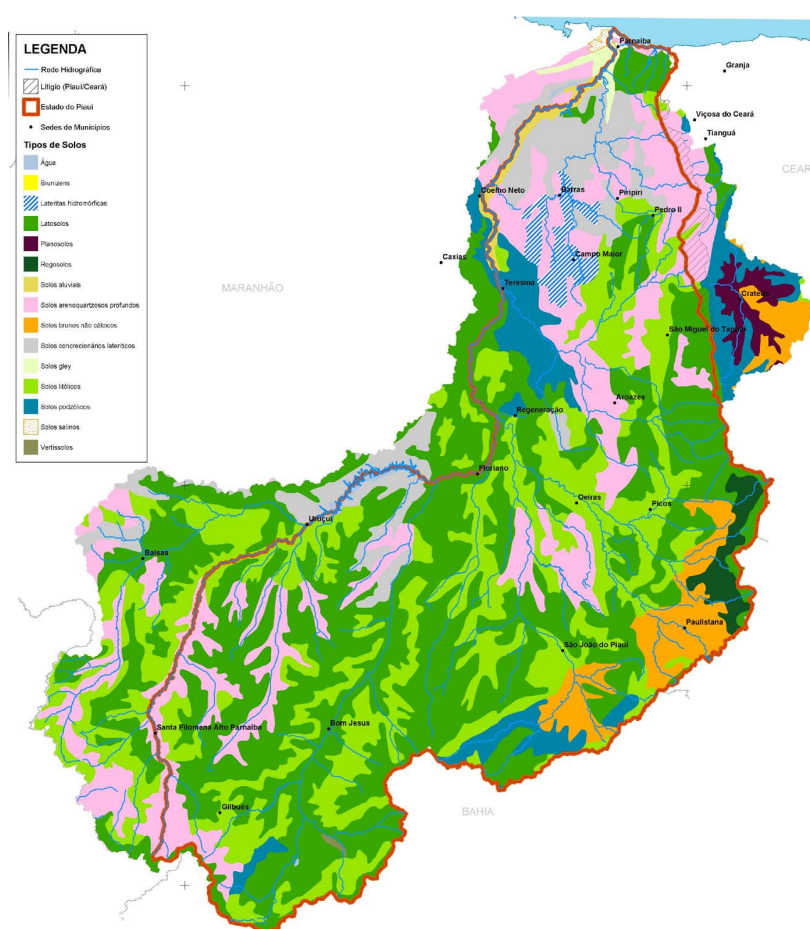 LEGENDA
Rede Hidrográfica
Litígio (Piauí/Ceará)
Estado do Piauí
Sedes de Municípios
Tipos de Solos
Água
Brunizens
Lateritas hidromórficas
Latosolos
Planosolos
Regosolos
Solos aluviais
Solos arenoquartzosos profundos
Solos brunos não cálcicos
Solos concrecionários lateríticos
Solos gley
Solos litólicos
Solos podzólicos
Solos salinos
Vertissolos
Parnaíba
Granja
Viçosa do Ceará
Tianguá
CEAR
Coelho Neto
Barras
Piripiri
Pedro II
Caxias
Campo Maior
MARANHÃO
Teresina
Crateús
São Miguel do Tapuio
Aroazes
Regeneração
Floriano
Oeiras
Picos
Uruçuí
Balsas
Paulistana
São João do Piauí
Santa Filomena Alto Parnaíba
Bom Jesus
Gilbués
BAHIA